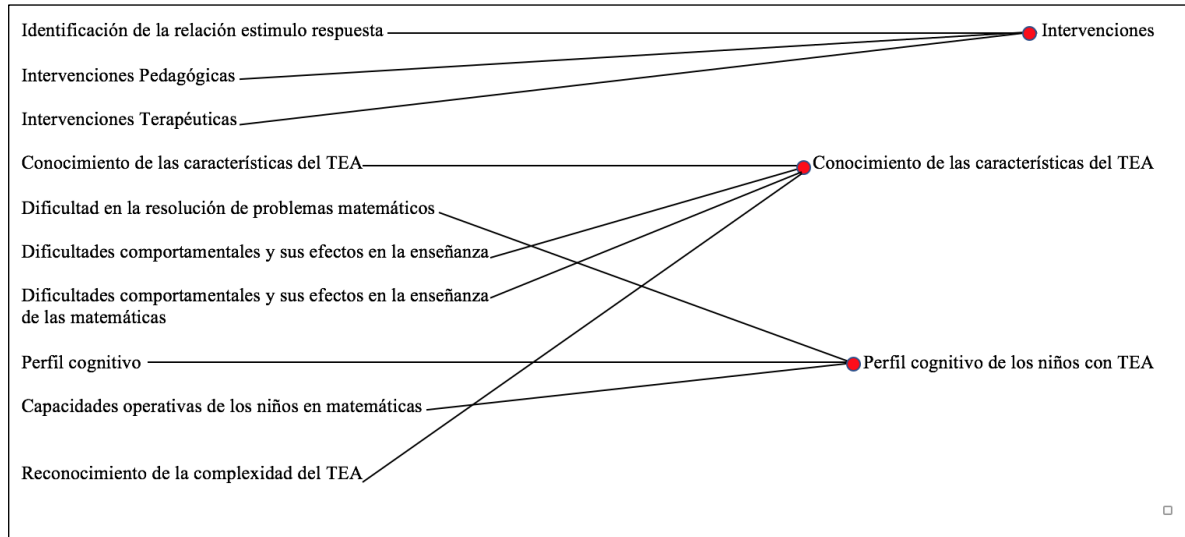 Identificación de la relación estimulo respuesta
Intervenciones
Intervenciones Pedagógicas
Intervenciones Terapéuticas
Conocimiento de las características del TEA
Conocimiento de las características del TEA
Dificultad en la resolución de problemas matemáticos
Dificultades comportamentales y sus efectos en la enseñanza
Dificultades comportamentales y sus efectos en la enseñanza
de las matemáticas
Perfil cognitivo
Perfil cognitivo de los niños con TEA
Capacidades operativas de los niños en matemáticas
Reconocimiento de la complexidad del TEA